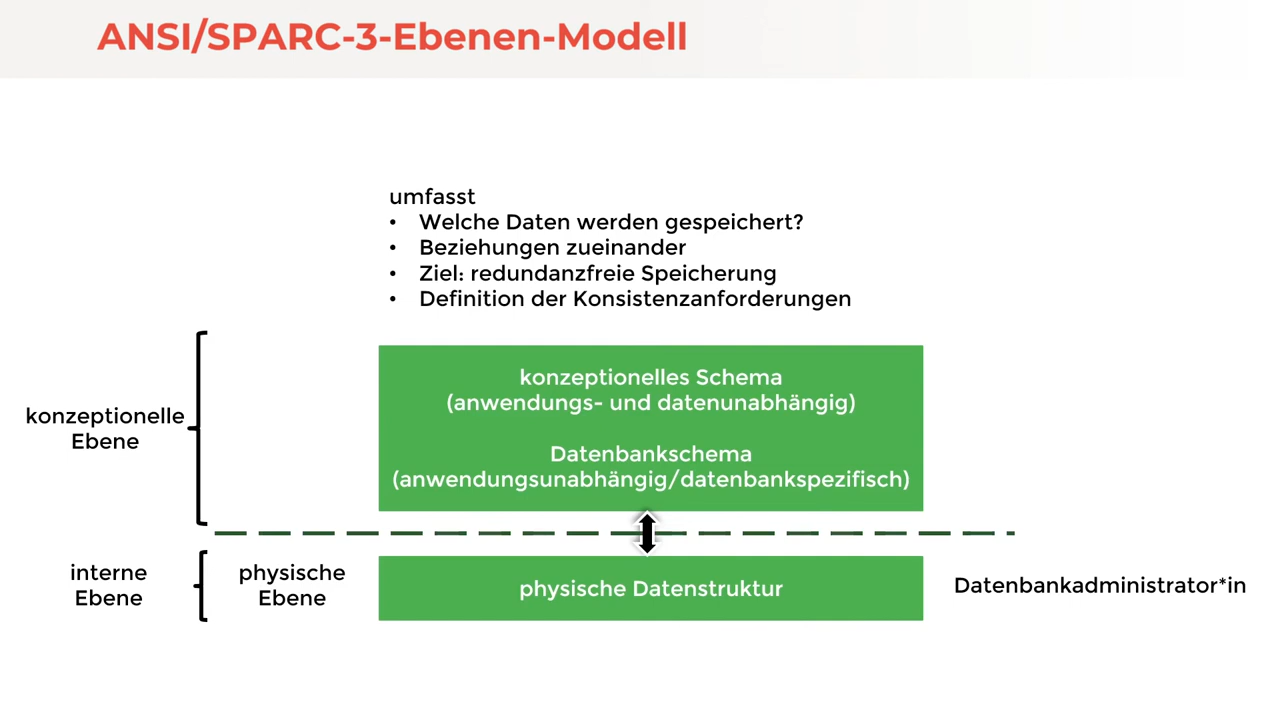 ANSI/SPARC-3-Ebenen-Modell
umfasst
• Welche Daten werden gespeichert?
• Beziehungen zueinander
• Ziel: redundanzfreie Speicherung
• Definition der Konsistenzanforderungen
konzeptionelle
Ebene
konzeptionelles Schema
(anwendungs- und datenunabhängig)
Datenbankschema
(anwendungsunabhängig/datenbankspezifisch)
interne
Ebene
physische
Ebene
physische Datenstruktur
Datenbankadministrator*in